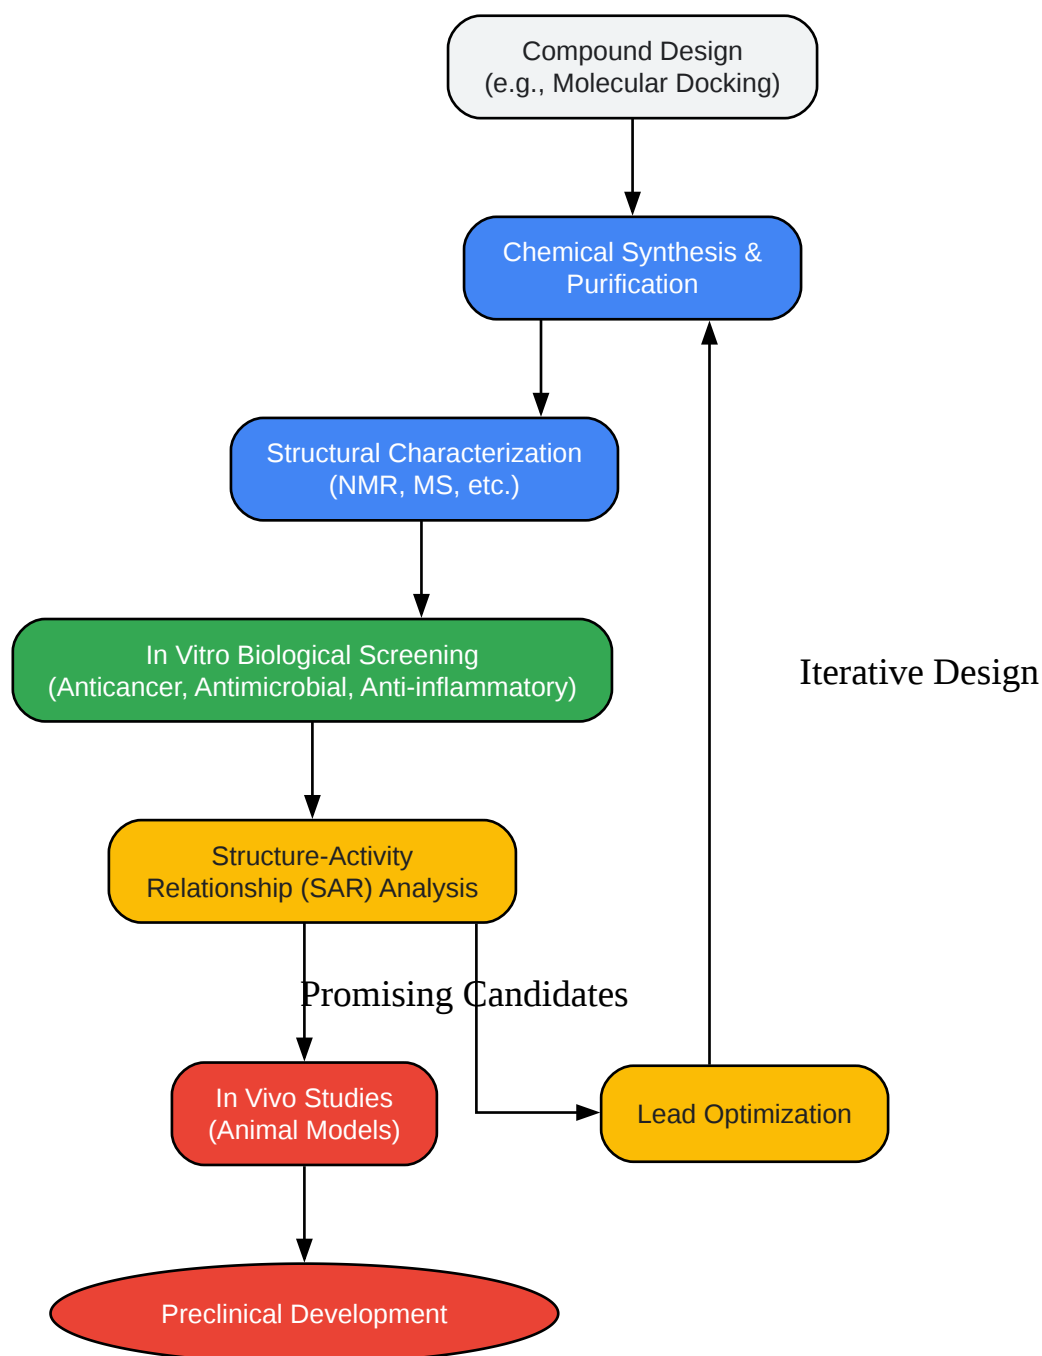 Compound Design
(e.g., Molecular Docking)
Chemical Synthesis &
Purification
Structural Characterization
(NMR, MS, etc.)
In Vitro Biological Screening
(Anticancer, Antimicrobial, Anti-inflammatory)
Iterative Design
Structure-Activity
Relationship (SAR) Analysis
Promising Candidates
In Vivo Studies
(Animal Models)
Lead Optimization
Preclinical Development